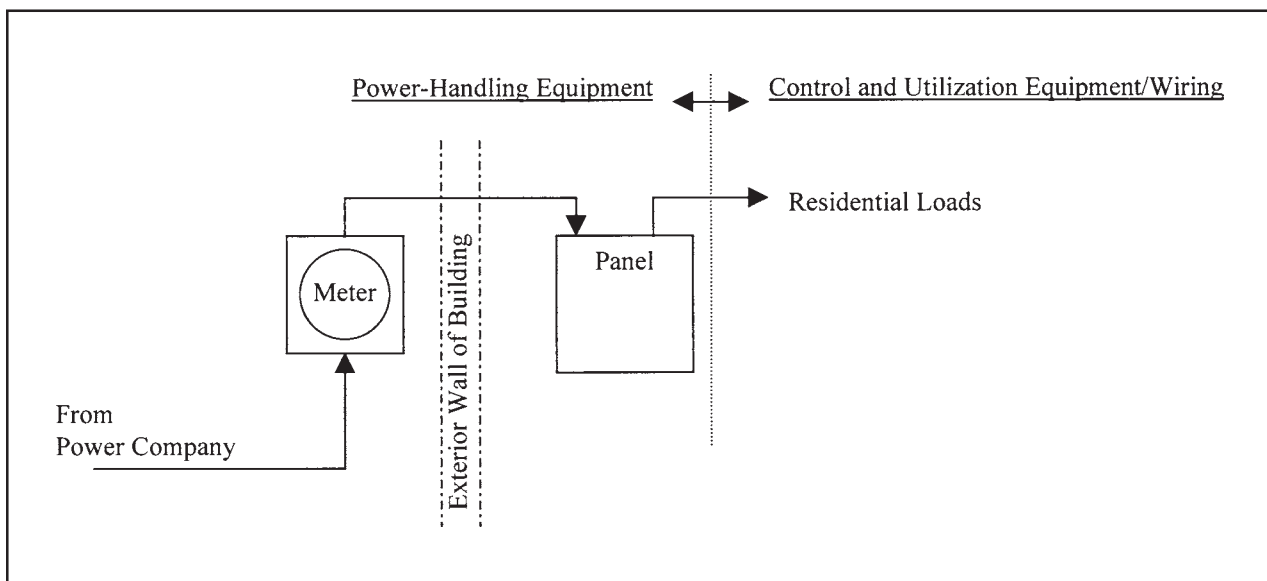 Power-Handling Equipment
Control and Utilization Equipment/Wiring
Residential Loads
Panel
Meter
Exterior Wall of Building
From
Power Company